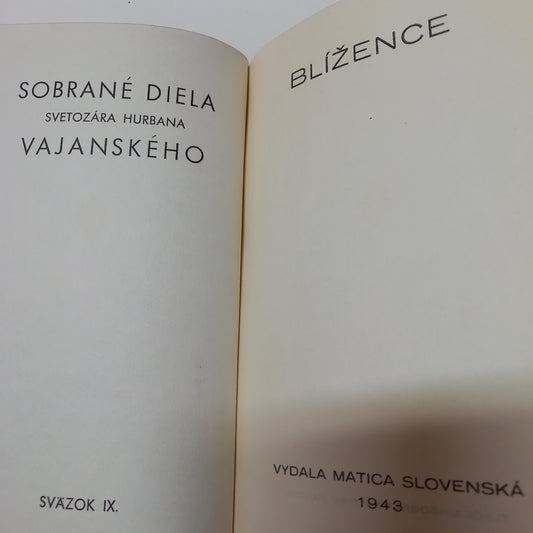 SOBRANÉ DIELA
SVETOZÁRA HURBANA
VAJANSKÉHO
SVÄZOK IX.
BLÍŽENCE
VYDALA MATICA SLOVENSKÁ
1943